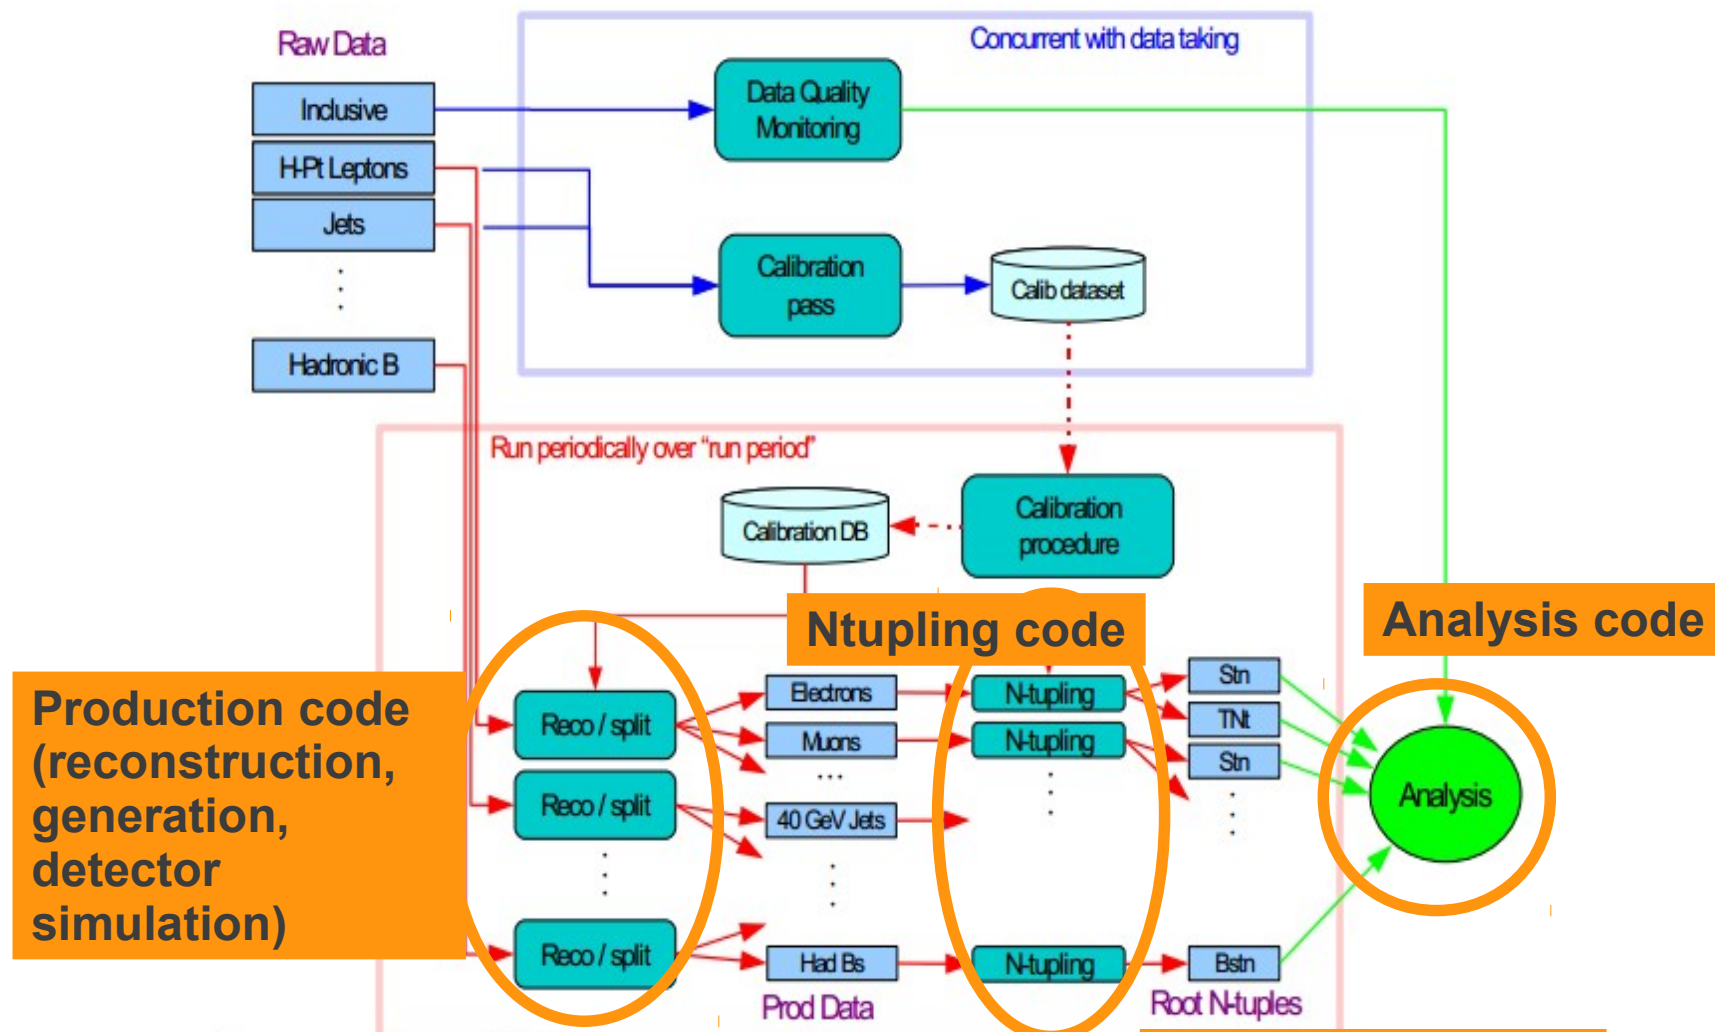 Raw Data
Concurrent with data taking
Inclusive
Data Quality
Monitoring
H-Pt Leptons
Jets
Calibration
pass
Calib dataset
Hadronic B
Run periodically over “run period”
Calibration DB
Calibration
procedure
Ntupling code
Analysis code
Production code
(reconstruction,
generation,
detector
simulation)
Reco / split
Electrons
N-tupling
Stn
TNt
Muons
N-tupling
Stn
...
Reco / split
40 GeV Jets
Analysis
Reco / split
Had Bs
N-tupling
Bstn
Prod Data
Root N-tuples